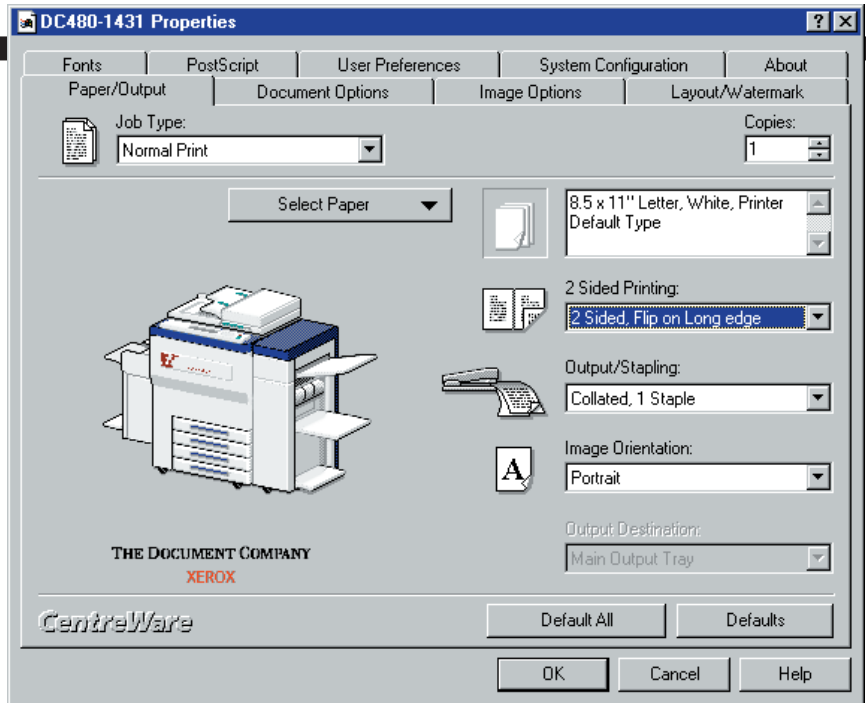 DC480-1431 Properties
Fonts PostScript User Preferences System Configuration About
Paper/Output Document Options Image Options Layout/Watermark
Job Type:
Normal Print
Copies:
1
Select Paper
8.5 x 11" Letter, White, Printer
Default Type
2 Sided Printing:
2 Sided, Flip on Long edge
Output/Stapling:
Collated, 1 Staple
Image Orientation:
A
Portrait
Output Destination:
Main Output Tray
THE DOCUMENT COMPANY
XEROX
CentreWare
Default All Defaults
OK Cancel Help